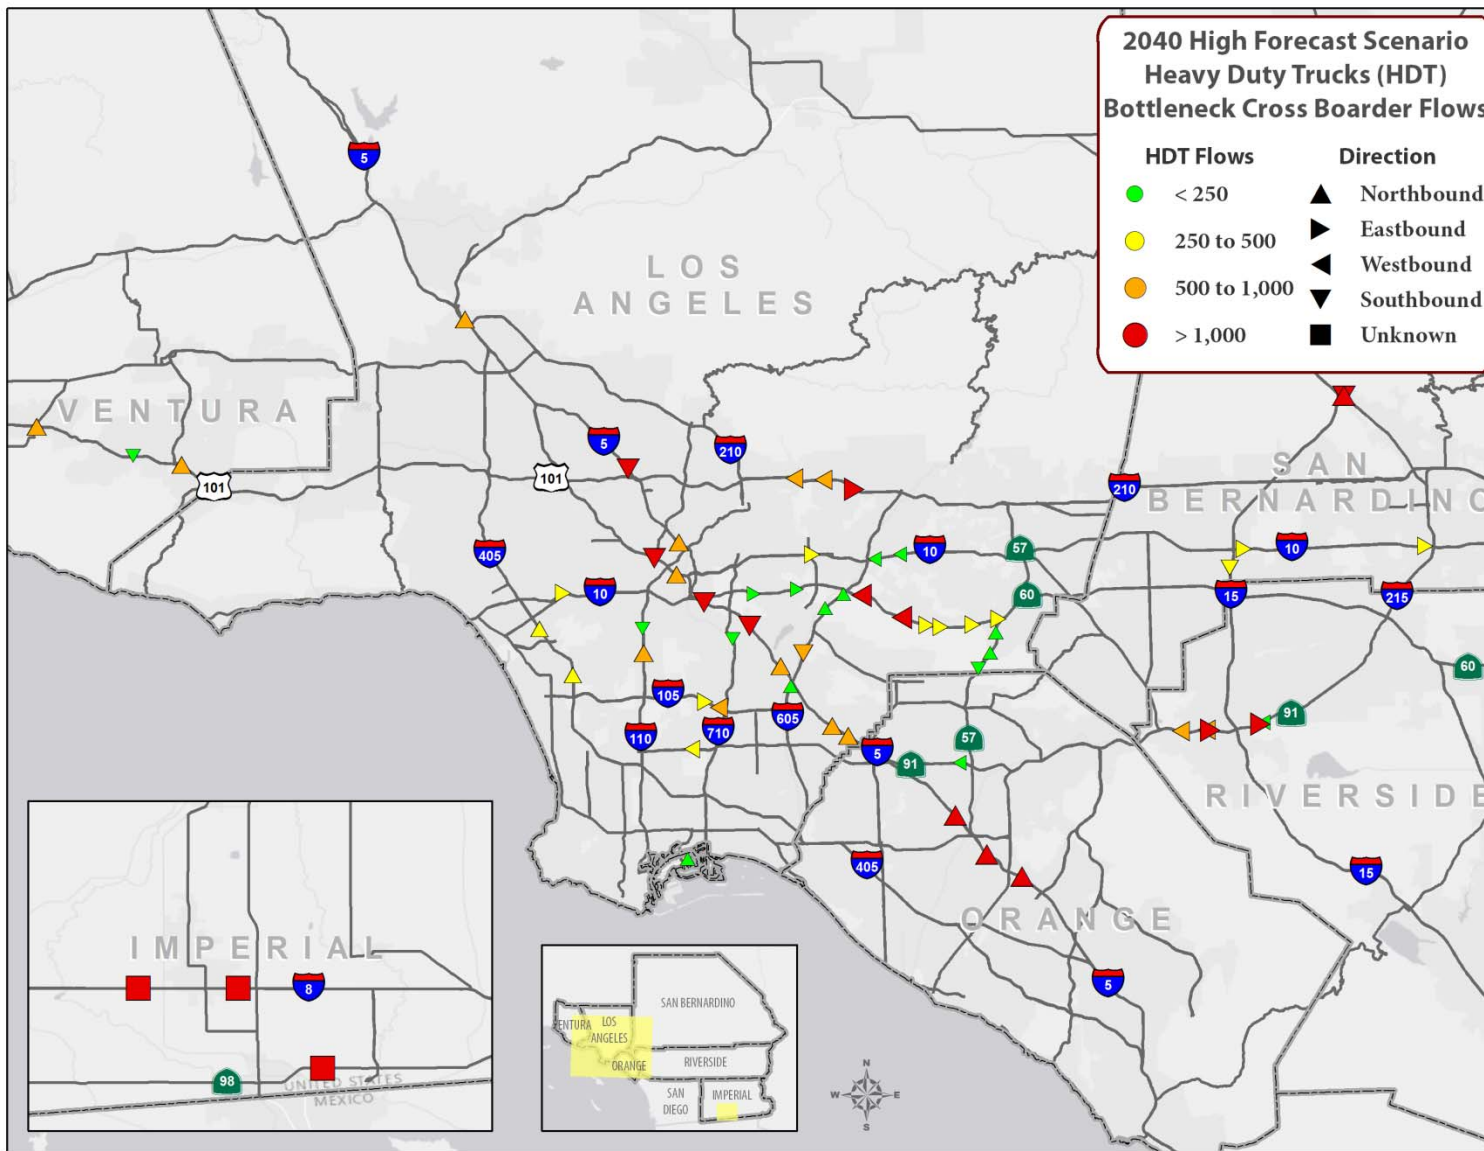 2040 High Forecast Scenario
Heavy Duty Trucks (HDT)
Bottleneck Cross Boarder Flows
HDT Flows
Direction
< 250
Northbound
250 to 500
Eastbound
Westbound
500 to 1,000
Southbound
> 1,000
Unknown
5
LOS
ANGELES
VENTURA
101
5
101
210
SAN
BERNARDINO
210
405
10
57
10
10
60
15
215
60
105
110
710
605
57
5
91
91
RIVERSIDE
405
15
ORANGE
5
IMPERIAL
8
98
UNITED STATES
MEXICO
SAN BERNARDINO
VENTURA
LOS
ANGELES
ORANGE
RIVERSIDE
SAN
DIEGO
IMPERIAL
N
W
E
S